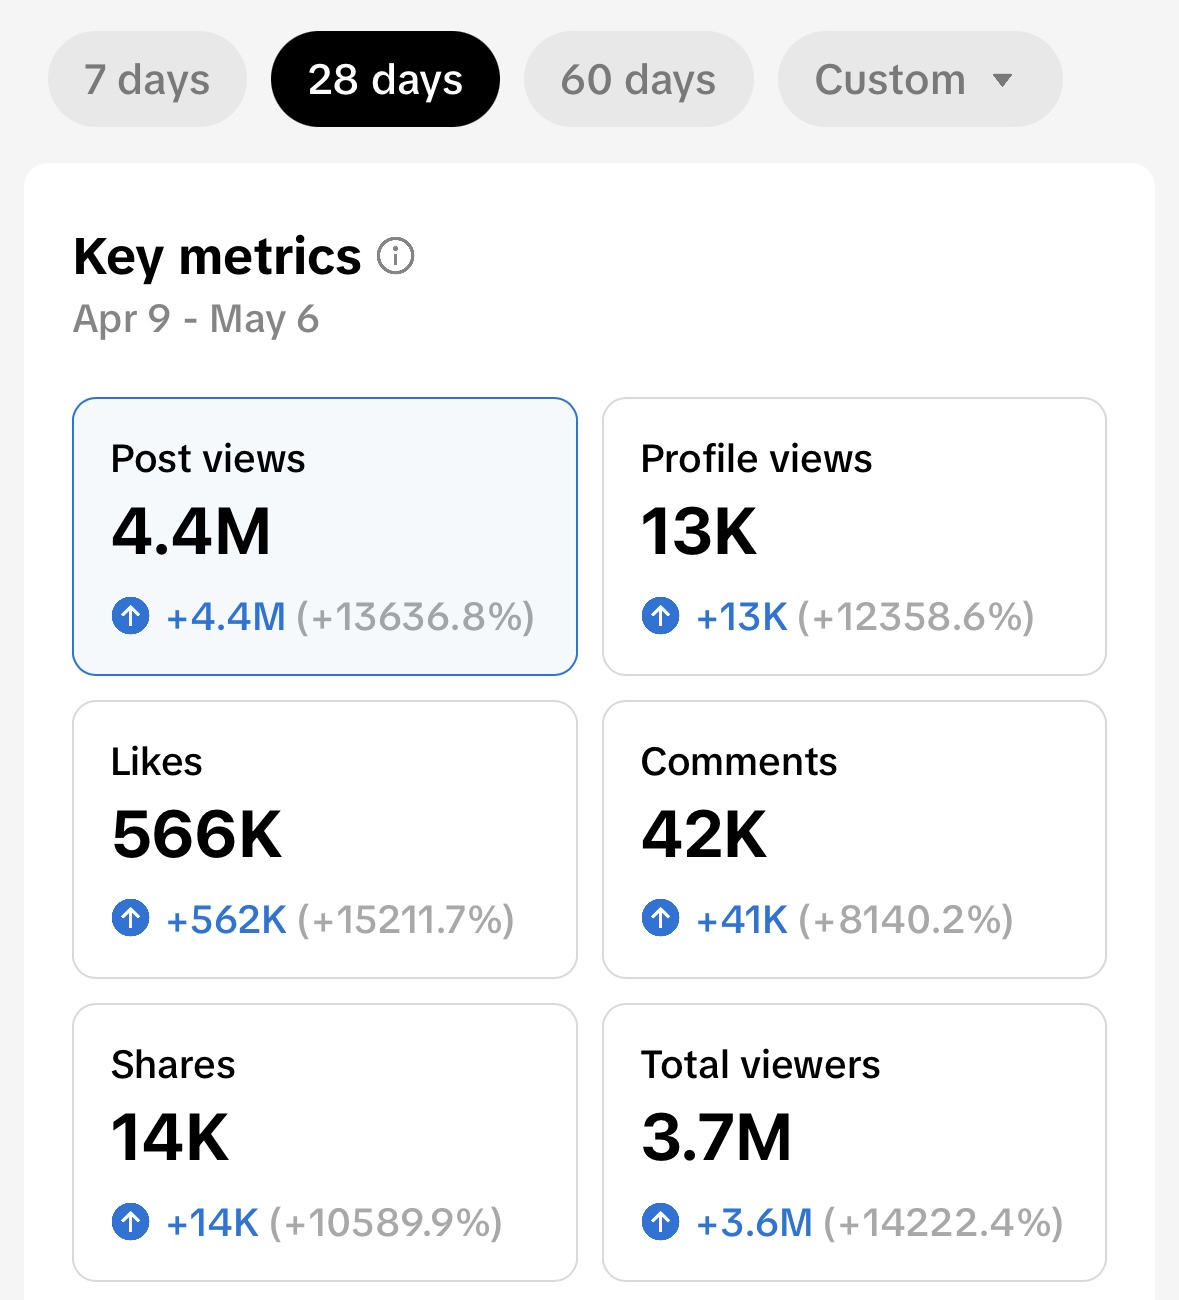 7 days 28 days 60 days Custom
Key metrics
Apr 9 - May 6
Post views
4.4M
+4.4M (+13636.8%)
Profile views
13K
+13K (+12358.6%)
Likes
566K
+562K (+15211.7%)
Comments
42K
+41K (+8140.2%)
Shares
14K
+14K (+10589.9%)
Total viewers
3.7M
+3.6M (+14222.4%)